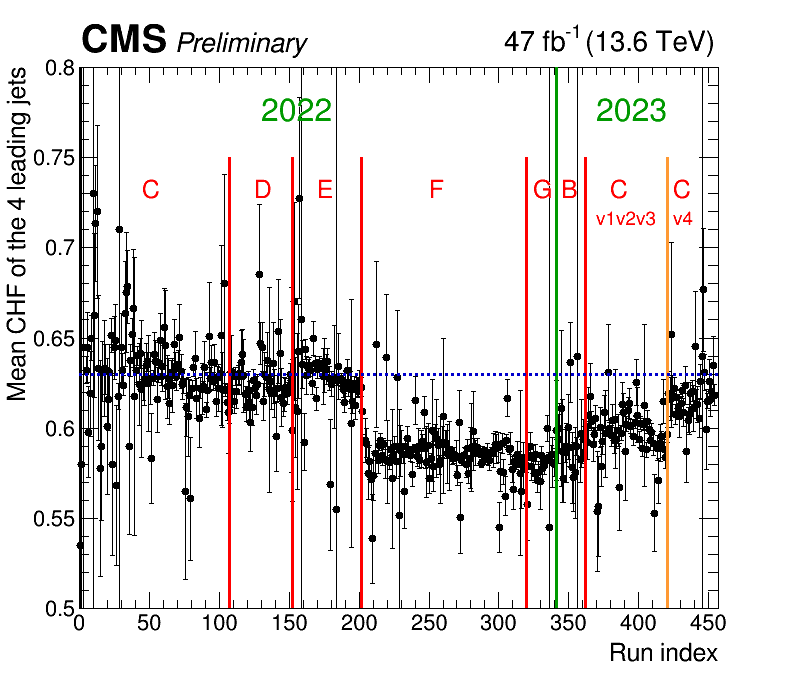 CMS Preliminary 47 fb-1 (13.6 TeV)
Mean CHF of the 4 leading jets
0.8
0.75
0.7
0.65
0.6
0.55
0.5
2022 2023
C D E F G B C C
v1v2v3 v4
0 50 100 150 200 250 300 350 400 450
Run index